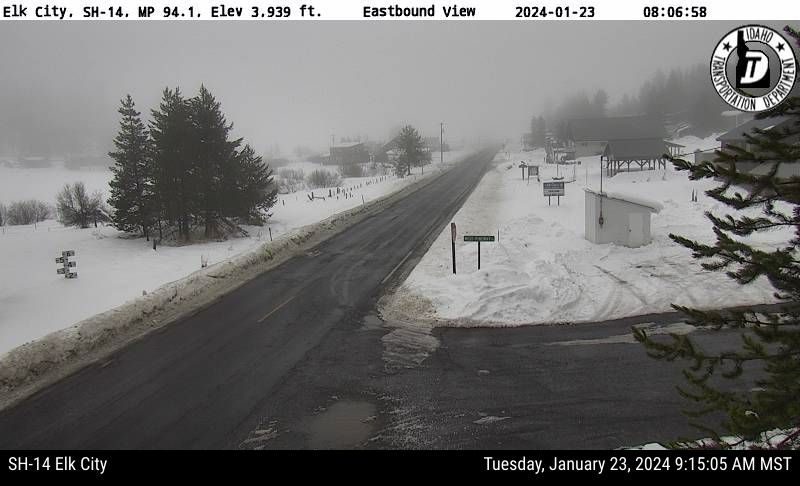 Elk City, SH-14, MP 94.1, Elev 3,939 ft. Eastbound View 2024-01-23 08:06:58
IDAHO
TRANSPORTATION DEPARTMENT
SH-14 Elk City Tuesday, January 23, 2024 9:15:05 AM MST